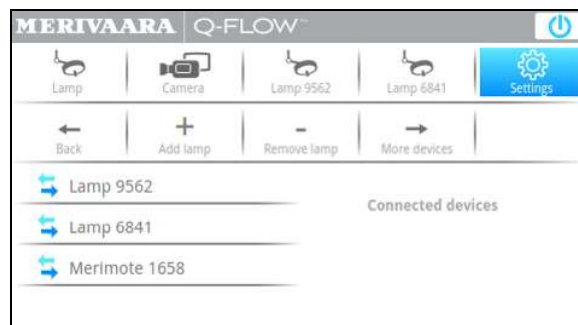 MERIVAARA Q-FLOW™
Lamp Camera Lamp 9562 Lamp 6841 Settings
Back Add lamp Remove lamp More devices
Lamp 9562
Connected devices
Lamp 6841
Merimote 1658